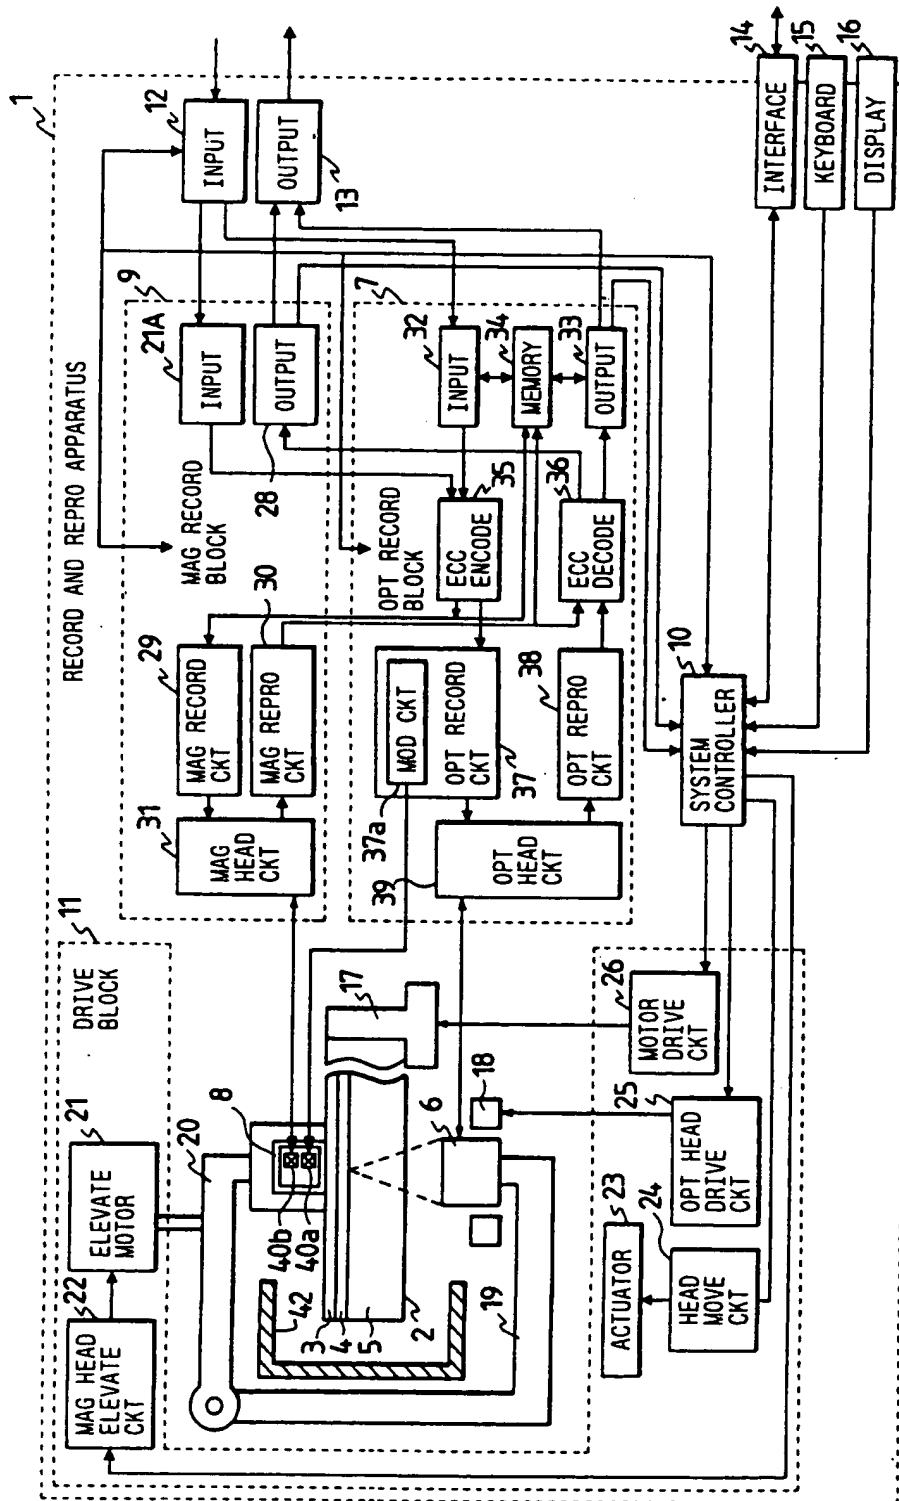 RECORD AND REPRO APPARATUS
1
DRIVE
BLOCK
11
MAG HEAD
ELEVATE
CKT
22
ELEVATE
MOTOR
21
20
8
40b
40a
42
3
4
5
2
19
6
18
17
MAG RECORD
BLOCK
9
MAG HEAD
CKT
31
MAG RECORD
CKT
29
MAG REPRO
CKT
30
INPUT
21A
OUTPUT
28
INPUT
12
OUTPUT
13
OPT RECORD
BLOCK
7
OPT
HEAD
CKT
39
MOD CKT
37a
OPT RECORD
CKT
37
OPT REPRO
CKT
38
ECC
ENCODE
35
ECC
DECODE
36
INPUT
32
MEMORY
34
OUTPUT
33
ACTUATOR
23
HEAD
MOVE
CKT
24
OPT HEAD
DRIVE
CKT
25
MOTOR
DRIVE
CKT
26
SYSTEM
CONTROLLER
10
INTERFACE
14
KEYBOARD
15
DISPLAY
16